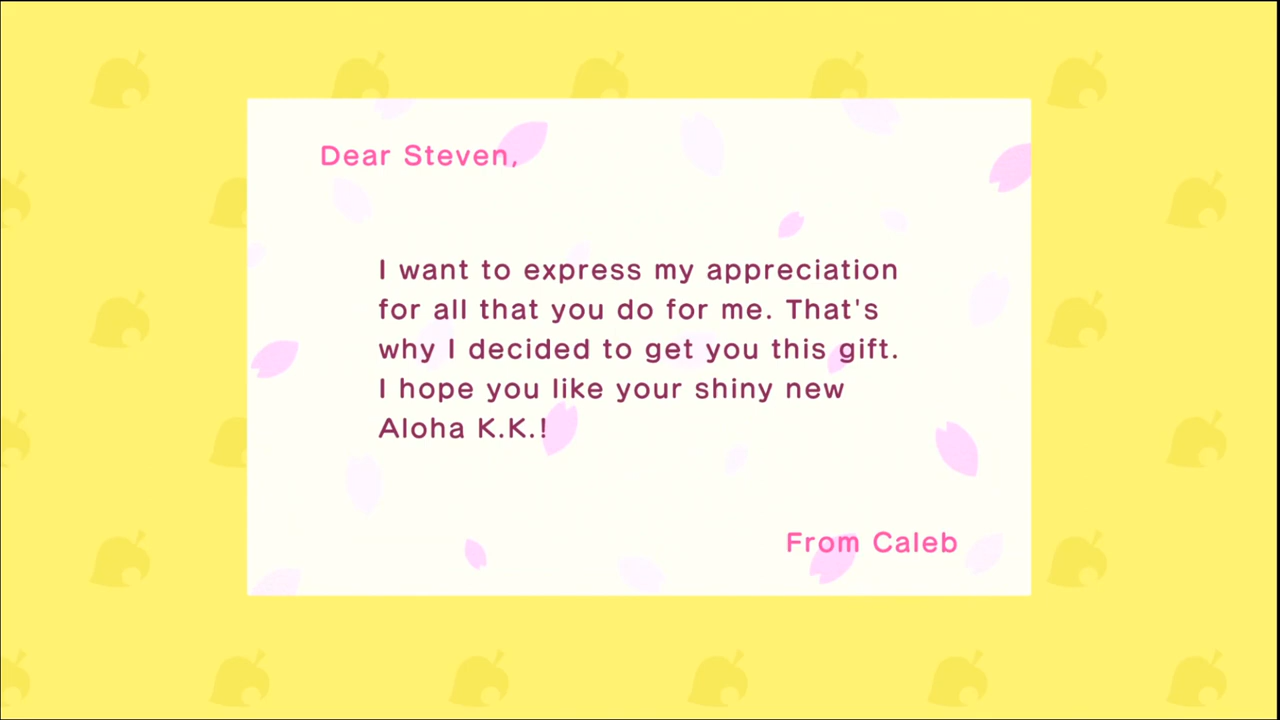 Dear Steven,
I want to express my appreciation
for all that you do for me. That's
why I decided to get you this gift.
I hope you like your shiny new
Aloha K.K.!
From Caleb